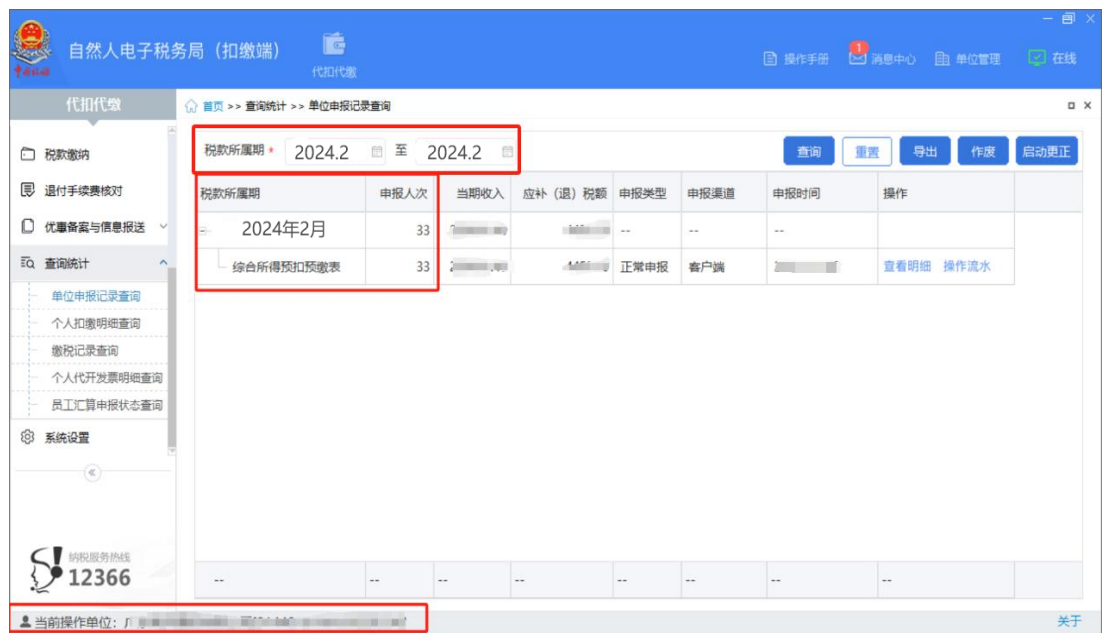 自然人电子税务局（扣缴端）
代扣代缴
操作手册
1
消息中心
单位管理
在线
代扣代缴
首页 >> 查询统计 >> 单位申报记录查询
税款缴纳
退付手续费核对
优惠备案与信息报送
查询统计
单位申报记录查询
个人扣缴明细查询
缴税记录查询
个人代开发票明细查询
员工汇算申报状态查询
系统设置
纳税服务热线
12366
税款所属期 * 2024.2 至 2024.2
查询 重置 导出 作废 启动更正
税款所属期 申报人次 当期收入 应补（退）税额 申报类型 申报渠道 申报时间 操作
2024年2月 33 -- -- --
综合所得预扣预缴表 33 正常申报 客户端 查看明细 操作流水
-- -- -- -- -- -- -- --
当前操作单位：
关于